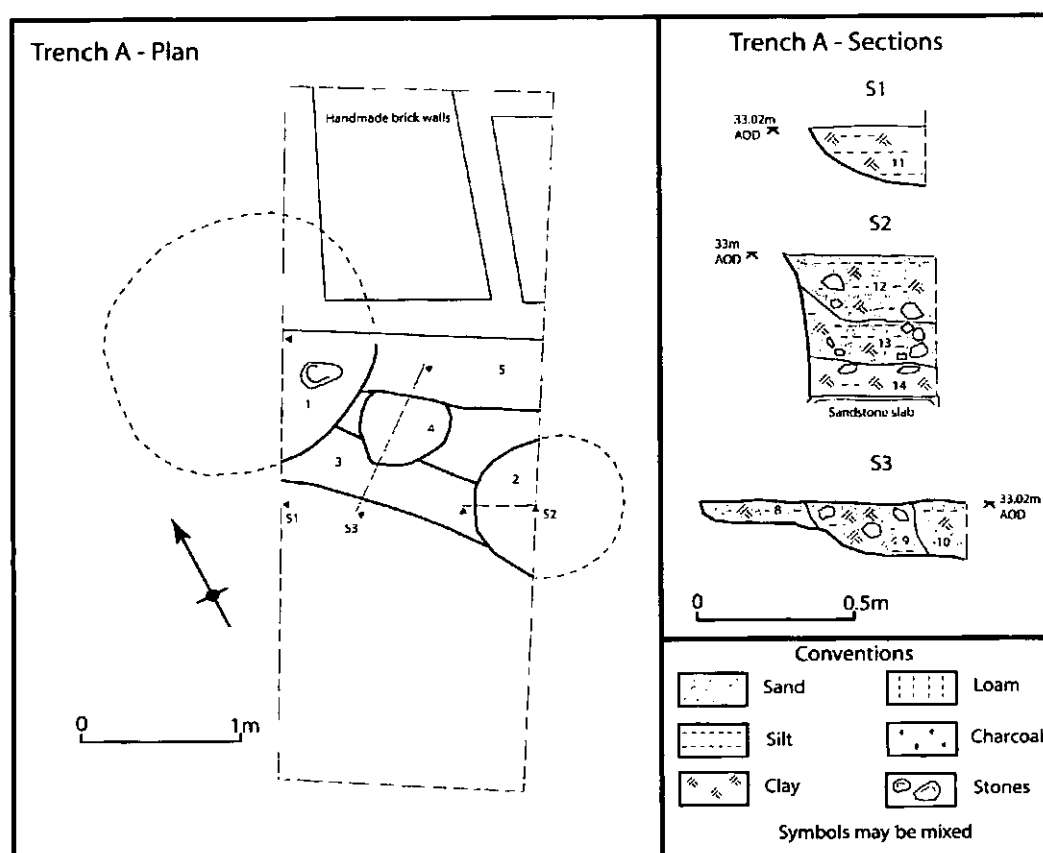 Trench A - Plan
Handmade brick walls
1
5
4
3
2
S1
S3
S2
0
1m
Trench A - Sections
S1
33.02m
AOD
11
S2
33m
AOD
12
13
14
Sandstone slab
S3
33.02m
AOD
8
9
10
0
0.5m
Conventions
Sand
Loam
Silt
Charcoal
Clay
Stones
Symbols may be mixed